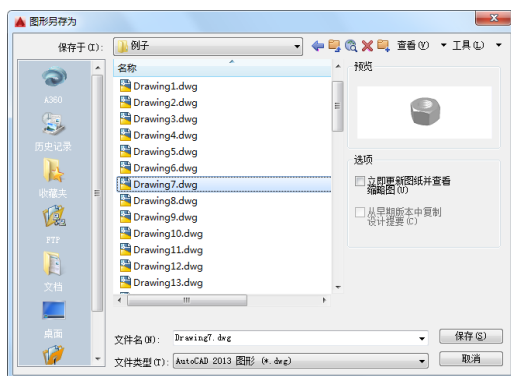 图形另存为
保存于(I): 例子 查看(V) 工具(L)
名称
预览
Drawing1.dwg
Drawing2.dwg
Drawing3.dwg
Drawing4.dwg
Drawing5.dwg
Drawing6.dwg
Drawing7.dwg
Drawing8.dwg
Drawing9.dwg
Drawing10.dwg
Drawing11.dwg
Drawing12.dwg
Drawing13.dwg
A360
历史记录
收藏夹
FTP
文档
桌面
选项
立即更新图纸并查看
缩略图(U)
从早期版本中复制
设计提要(C)
文件名(N): Drawing7.dwg 保存(S)
文件类型(T): AutoCAD 2013 图形 (*.dwg) 取消